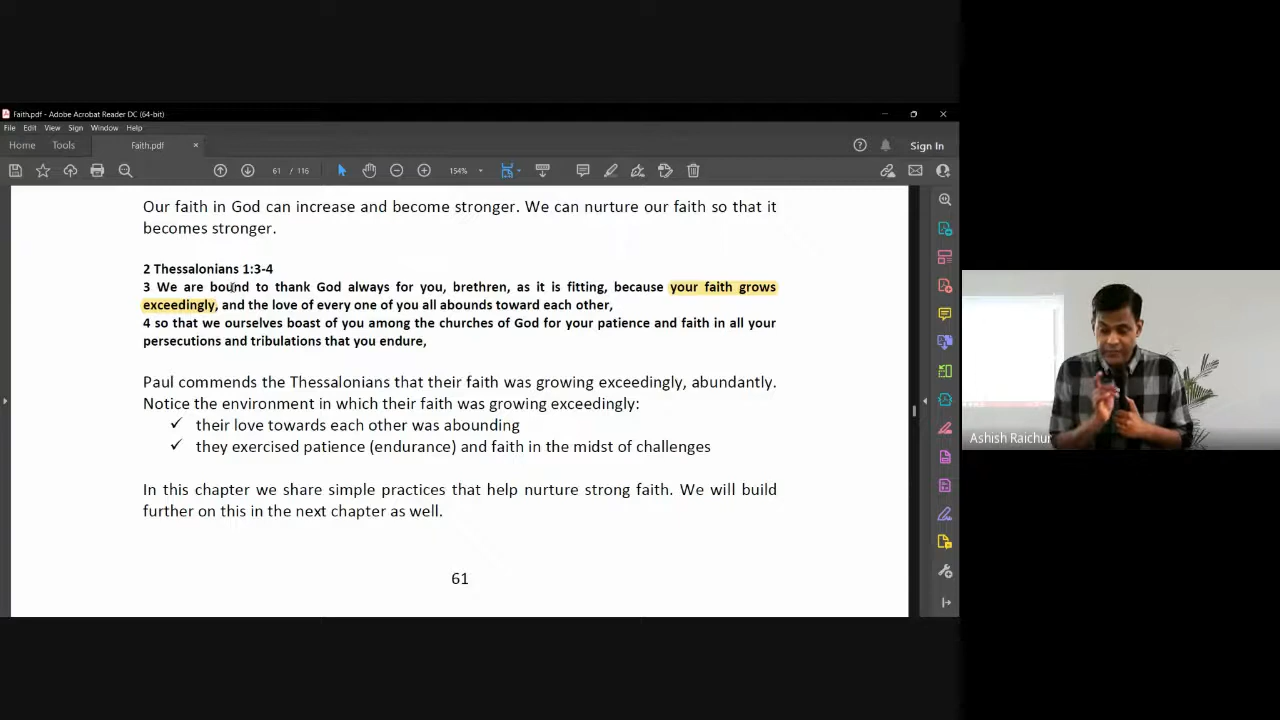 Faith.pdf - Adobe Acrobat Reader DC (64-bit)
File Edit View Sign Window Help
Home Tools Faith.pdf × Sign In
61 / 116 154%
Our faith in God can increase and become stronger. We can nurture our faith so that it
becomes stronger.
2 Thessalonians 1:3-4
3 We are bound to thank God always for you, brethren, as it is fitting, because your faith grows
exceedingly, and the love of every one of you all abounds toward each other,
4 so that we ourselves boast of you among the churches of God for your patience and faith in all your
persecutions and tribulations that you endure,
Paul commends the Thessalonians that their faith was growing exceedingly, abundantly.
Notice the environment in which their faith was growing exceedingly:
✓ their love towards each other was abounding
✓ they exercised patience (endurance) and faith in the midst of challenges
In this chapter we share simple practices that help nurture strong faith. We will build
further on this in the next chapter as well.
61
Ashish Raichur